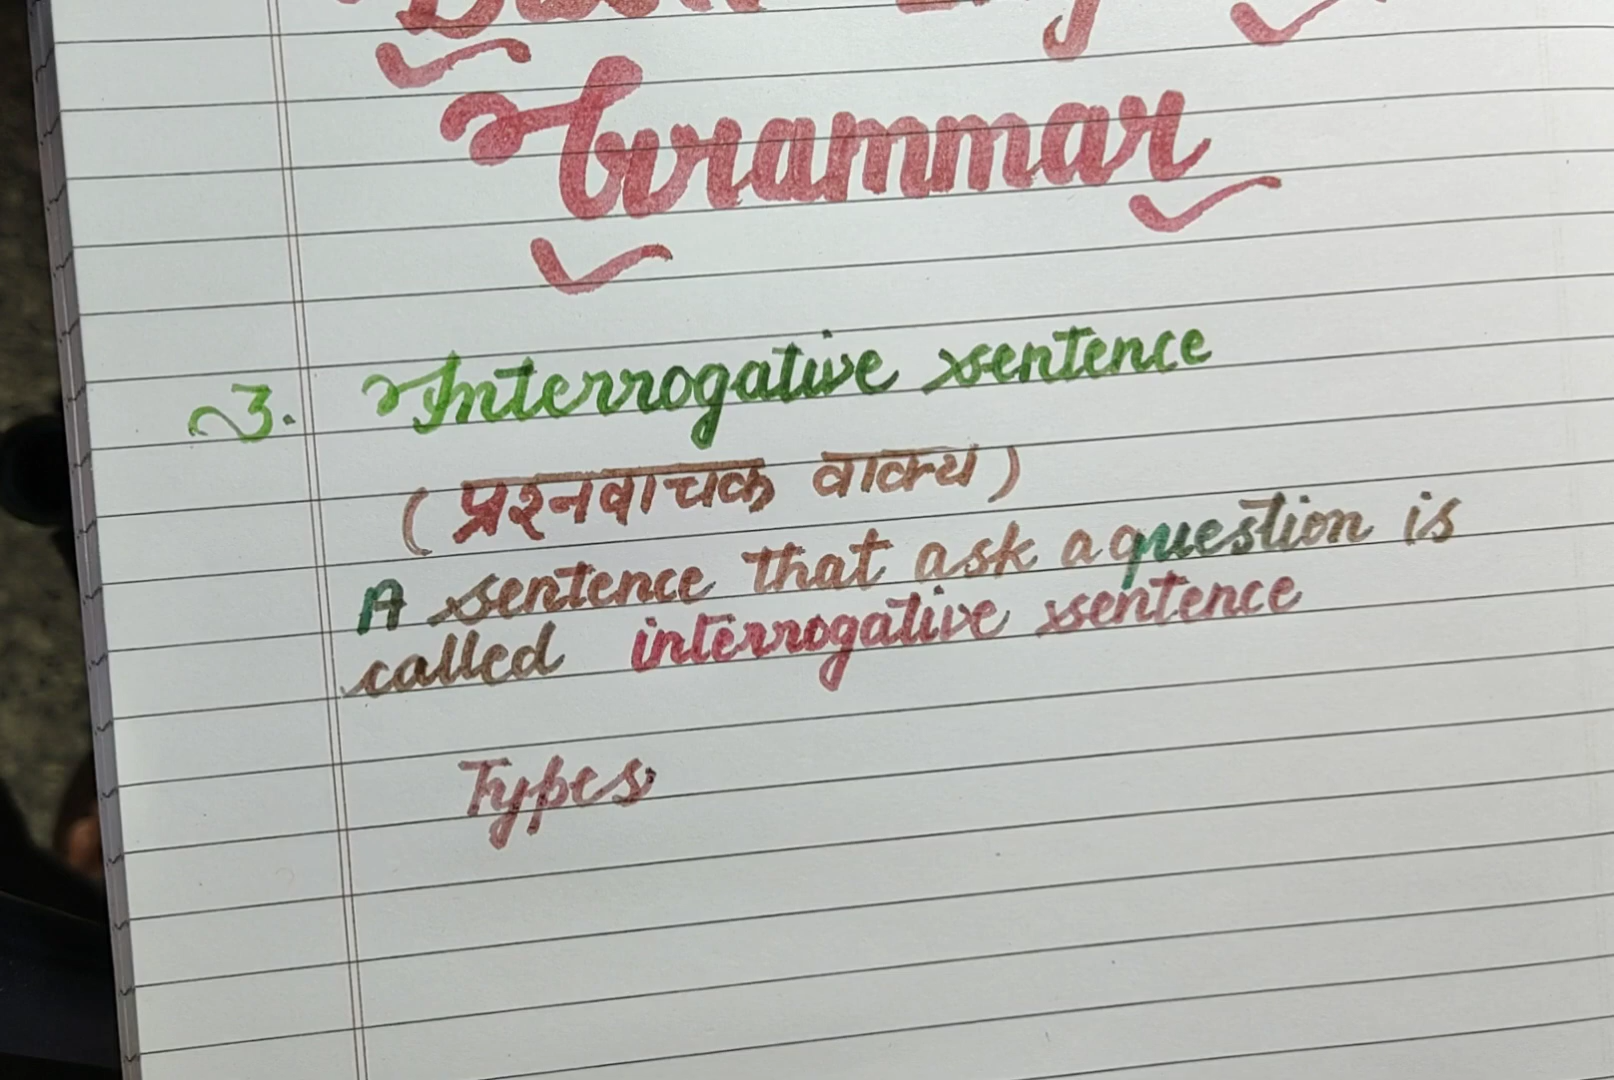 Grammar
3. Interrogative sentence
( प्रश्नवाचक वाक्य )
A sentence that ask a question is
called interrogative sentence
Types